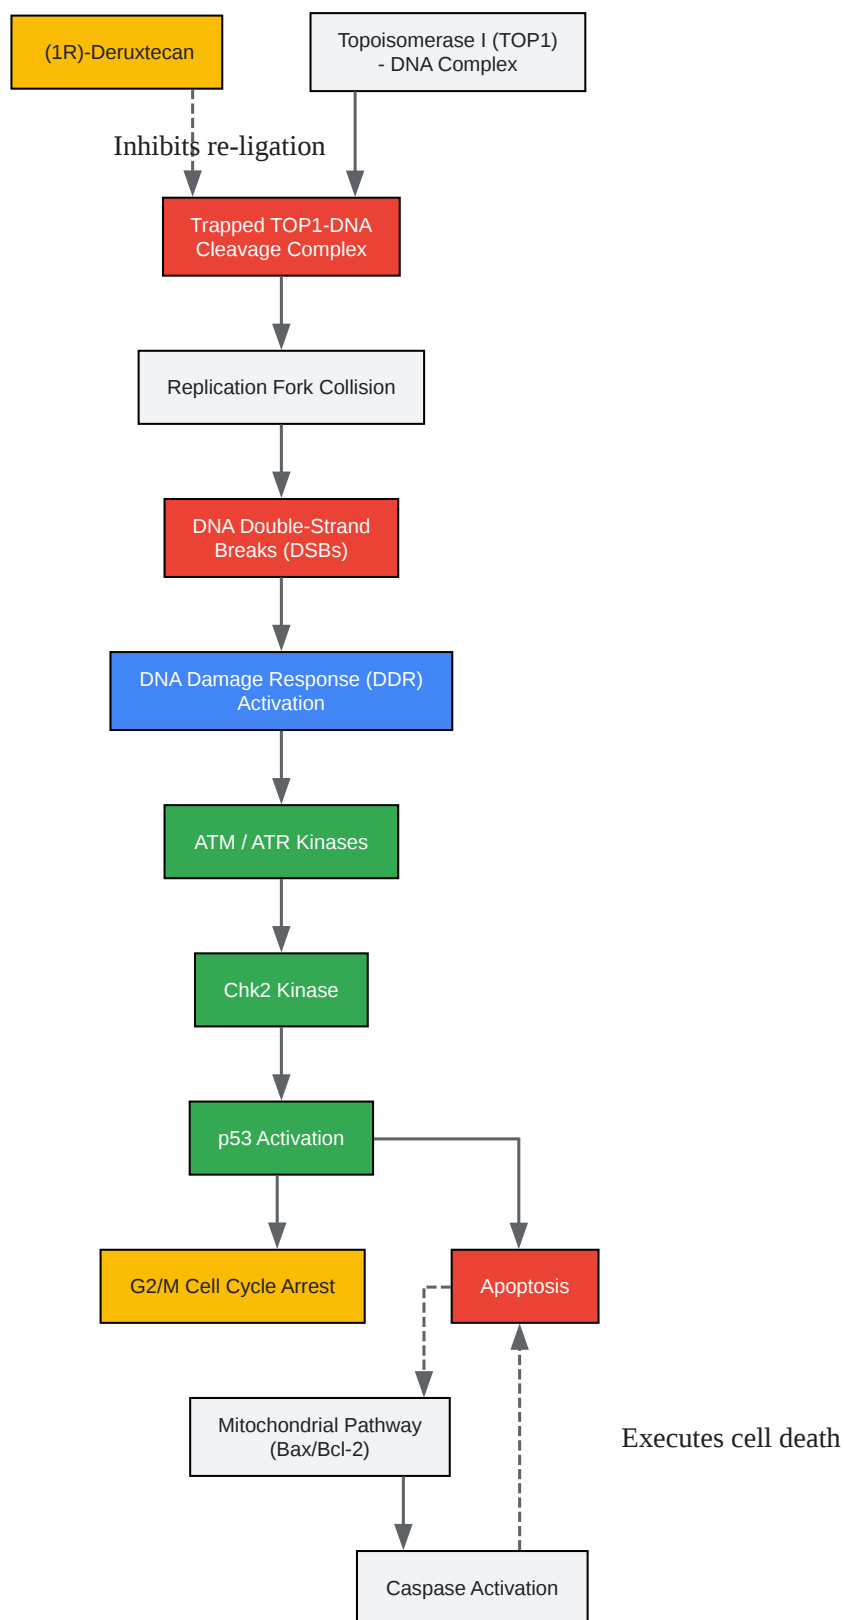 (1R)-Deruxtecan
Topoisomerase I (TOP1)
- DNA Complex
Inhibits re-ligation
Trapped TOP1-DNA
Cleavage Complex
Replication Fork Collision
DNA Double-Strand
Breaks (DSBs)
DNA Damage Response (DDR)
Activation
ATM / ATR Kinases
Chk2 Kinase
p53 Activation
G2/M Cell Cycle Arrest
Apoptosis
Mitochondrial Pathway
(Bax/Bcl-2)
Executes cell death
Caspase Activation